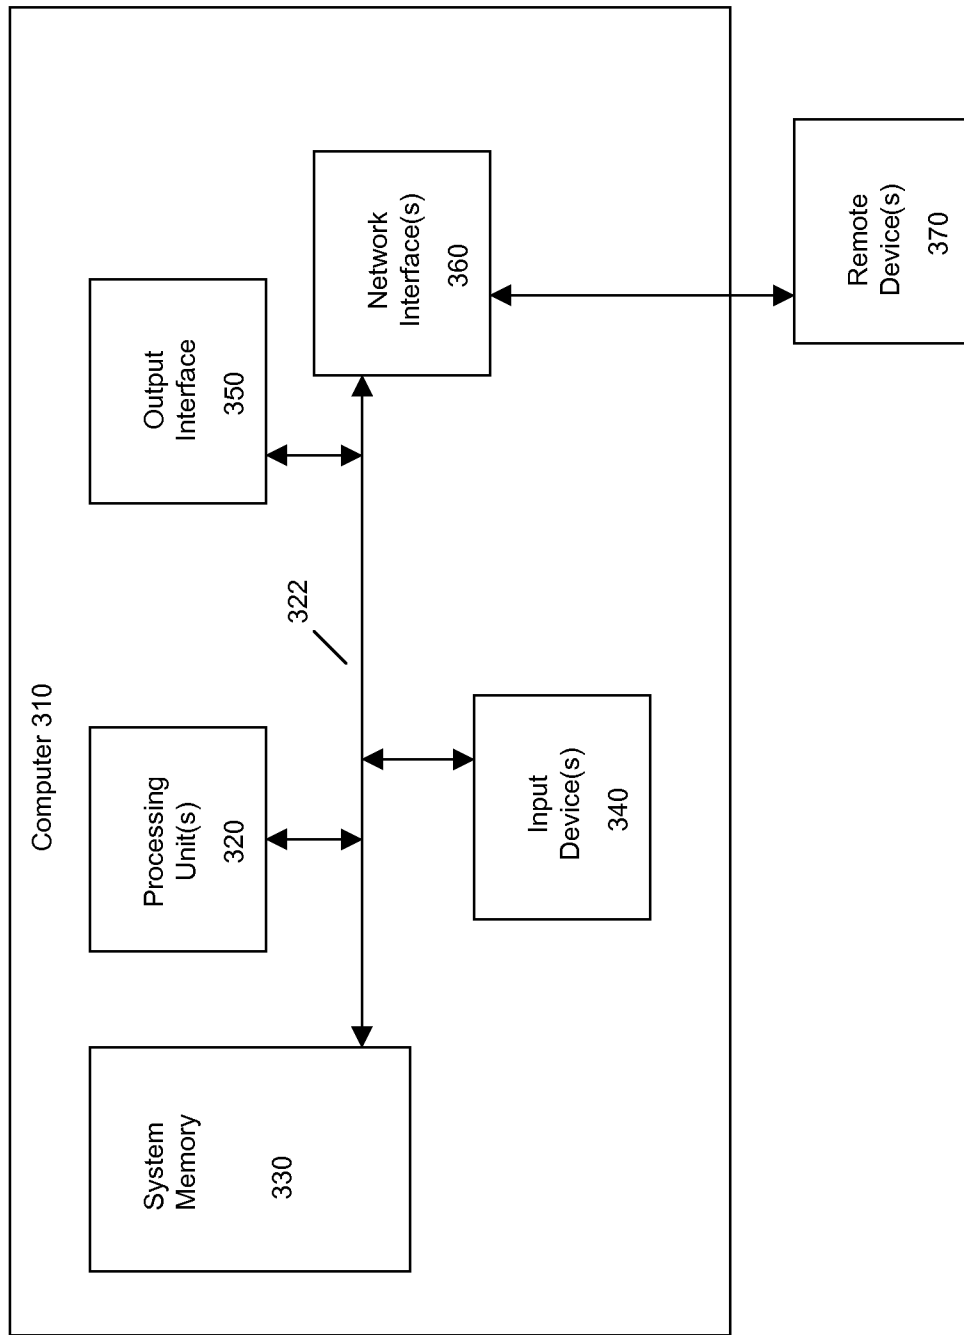 Computer 310
System
Memory
330
Processing
Unit(s)
320
Output
Interface
350
322
Network
Interface(s)
360
Input
Device(s)
340
Remote
Device(s)
370